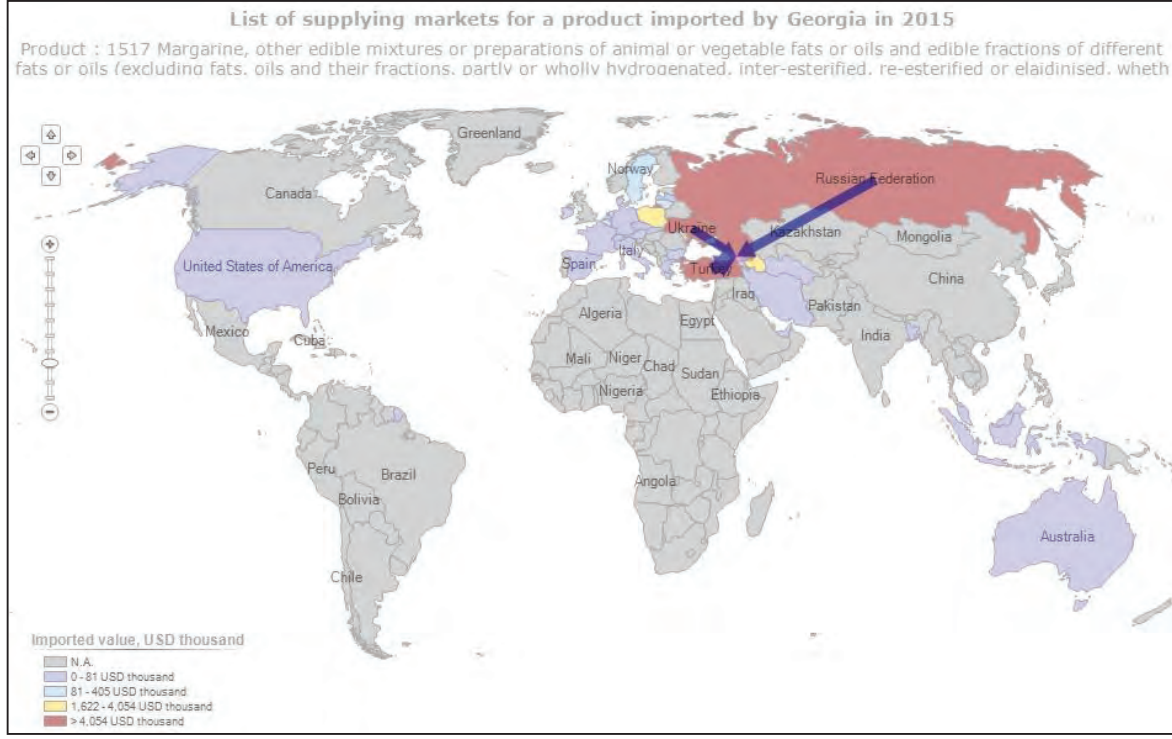 List of supplying markets for a product imported by Georgia in 2015
Product : 1517 Margarine, other edible mixtures or preparations of animal or vegetable fats or oils and edible fractions of different
fats or oils (excluding fats, oils and their fractions, partly or wholly hydrogenated, inter-esterified, re-esterified or elaidinised, wheth
Greenland
Norway
Canada
Russian Federation
Ukraine
Kazakhstan
Mongolia
United States of America
Spain
Italy
Turkey
China
Iraq
Pakistan
Mexico
Cuba
Algeria
Egypt
India
Mali
Niger
Chad
Sudan
Nigeria
Ethiopia
Peru
Brazil
Angola
Bolivia
Australia
Chile
Imported value, USD thousand
N.A.
0 - 81 USD thousand
81 - 405 USD thousand
1,622 - 4,054 USD thousand
> 4,054 USD thousand